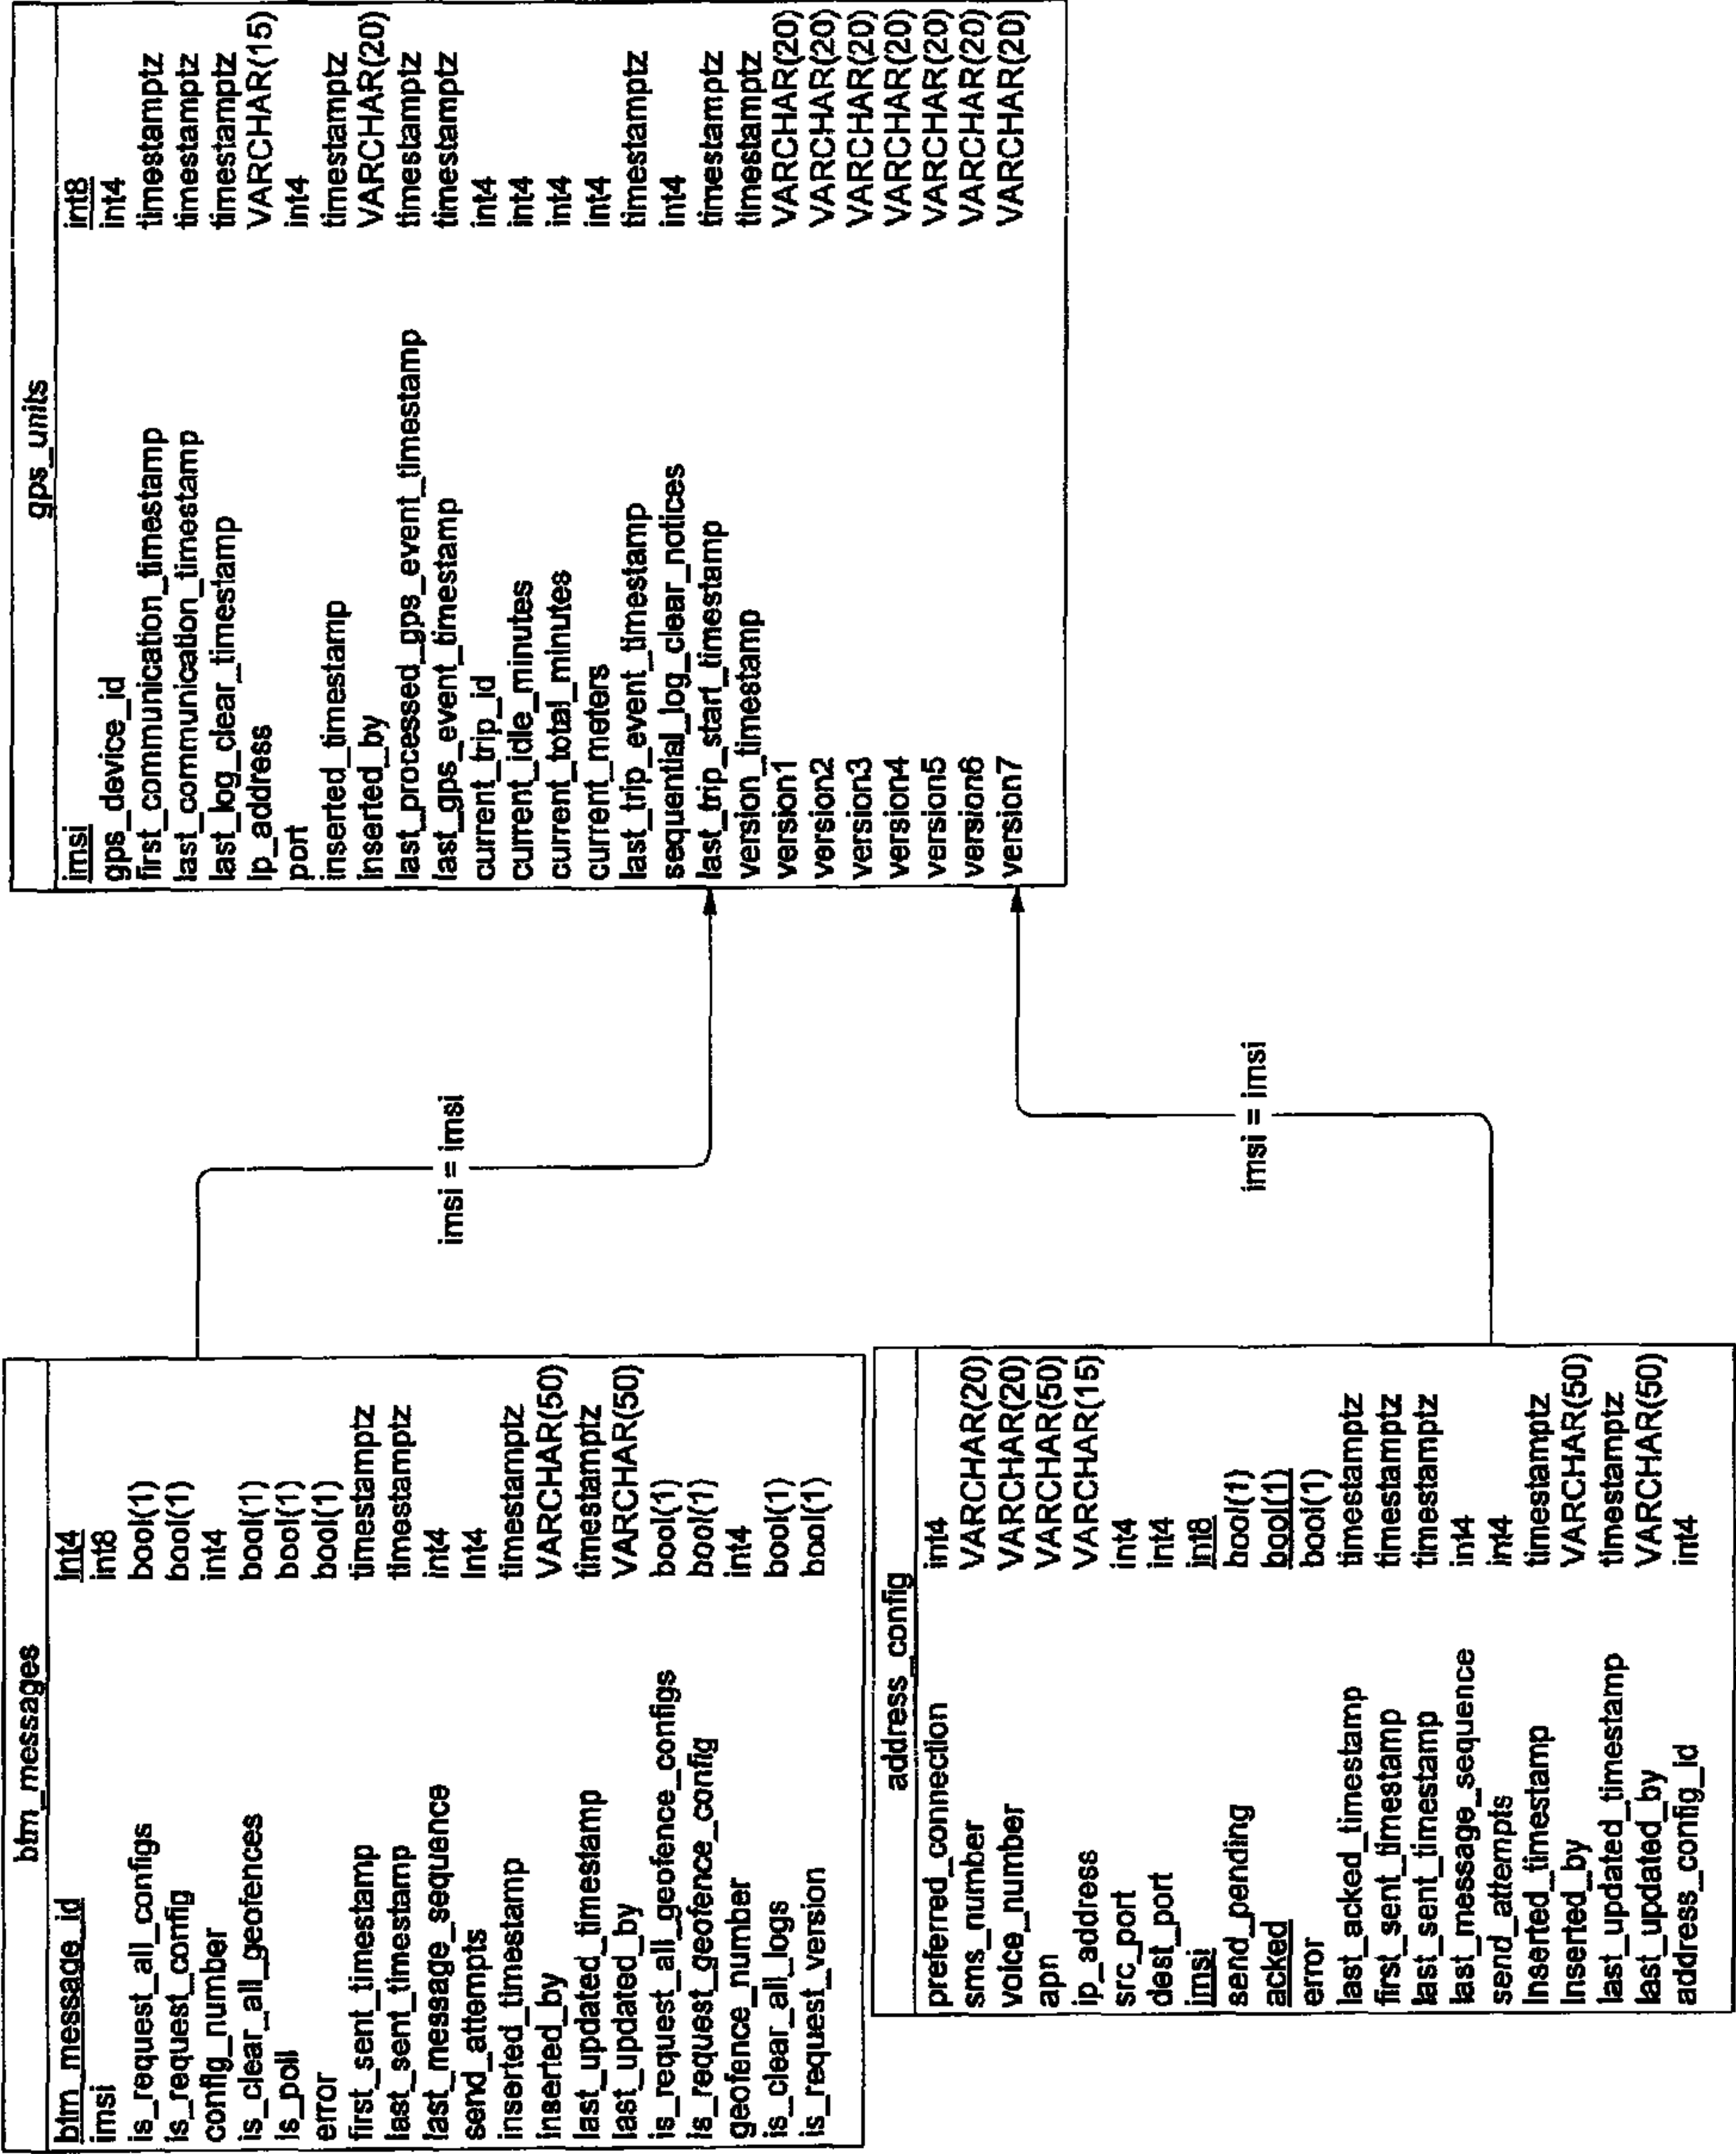 btm_messages
btm_message_id int4
imsi int8
is_request_all_configs bool(1)
is_request_config bool(1)
config_number int4
is_clear_all_geofences bool(1)
is_poll bool(1)
error bool(1)
first_sent_timestamp timestamptz
last_sent_timestamp timestamptz
last_message_sequence int4
send_attempts int4
inserted_timestamp timestamptz
inserted_by VARCHAR(50)
last_updated_timestamp timestamptz
last_updated_by VARCHAR(50)
is_request_all_geofence_configs bool(1)
is_request_geofence_config bool(1)
geofence_number int4
is_clear_all_logs bool(1)
is_request_version bool(1)
address_config
preferred_connection int4
sms_number VARCHAR(20)
voice_number VARCHAR(20)
apn VARCHAR(50)
ip_address VARCHAR(15)
src_port int4
dest_port int4
imsi int8
send_pending bool(1)
acked bool(1)
error bool(1)
last_acked_timestamp timestamptz
first_sent_timestamp timestamptz
last_sent_timestamp timestamptz
last_message_sequence int4
send_attempts int4
inserted_timestamp timestamptz
inserted_by VARCHAR(50)
last_updated_timestamp timestamptz
last_updated_by VARCHAR(50)
address_config_id int4
imsi = imsi
imsi = imsi
gps_units
imsi int8
gps_device_id int4
first_communication_timestamp timestamptz
last_communication_timestamp timestamptz
last_log_clear_timestamp timestamptz
ip_address VARCHAR(15)
port int4
inserted_timestamp timestamptz
inserted_by VARCHAR(20)
last_processed_gps_event_timestamp timestamptz
last_gps_event_timestamp timestamptz
current_trip_id int4
current_idle_minutes int4
current_total_minutes int4
current_meters int4
last_trip_event_timestamp timestamptz
sequential_log_clear_notices int4
last_trip_start_timestamp timestamptz
version_timestamp timestamptz
version1 VARCHAR(20)
version2 VARCHAR(20)
version3 VARCHAR(20)
version4 VARCHAR(20)
version5 VARCHAR(20)
version6 VARCHAR(20)
version7 VARCHAR(20)